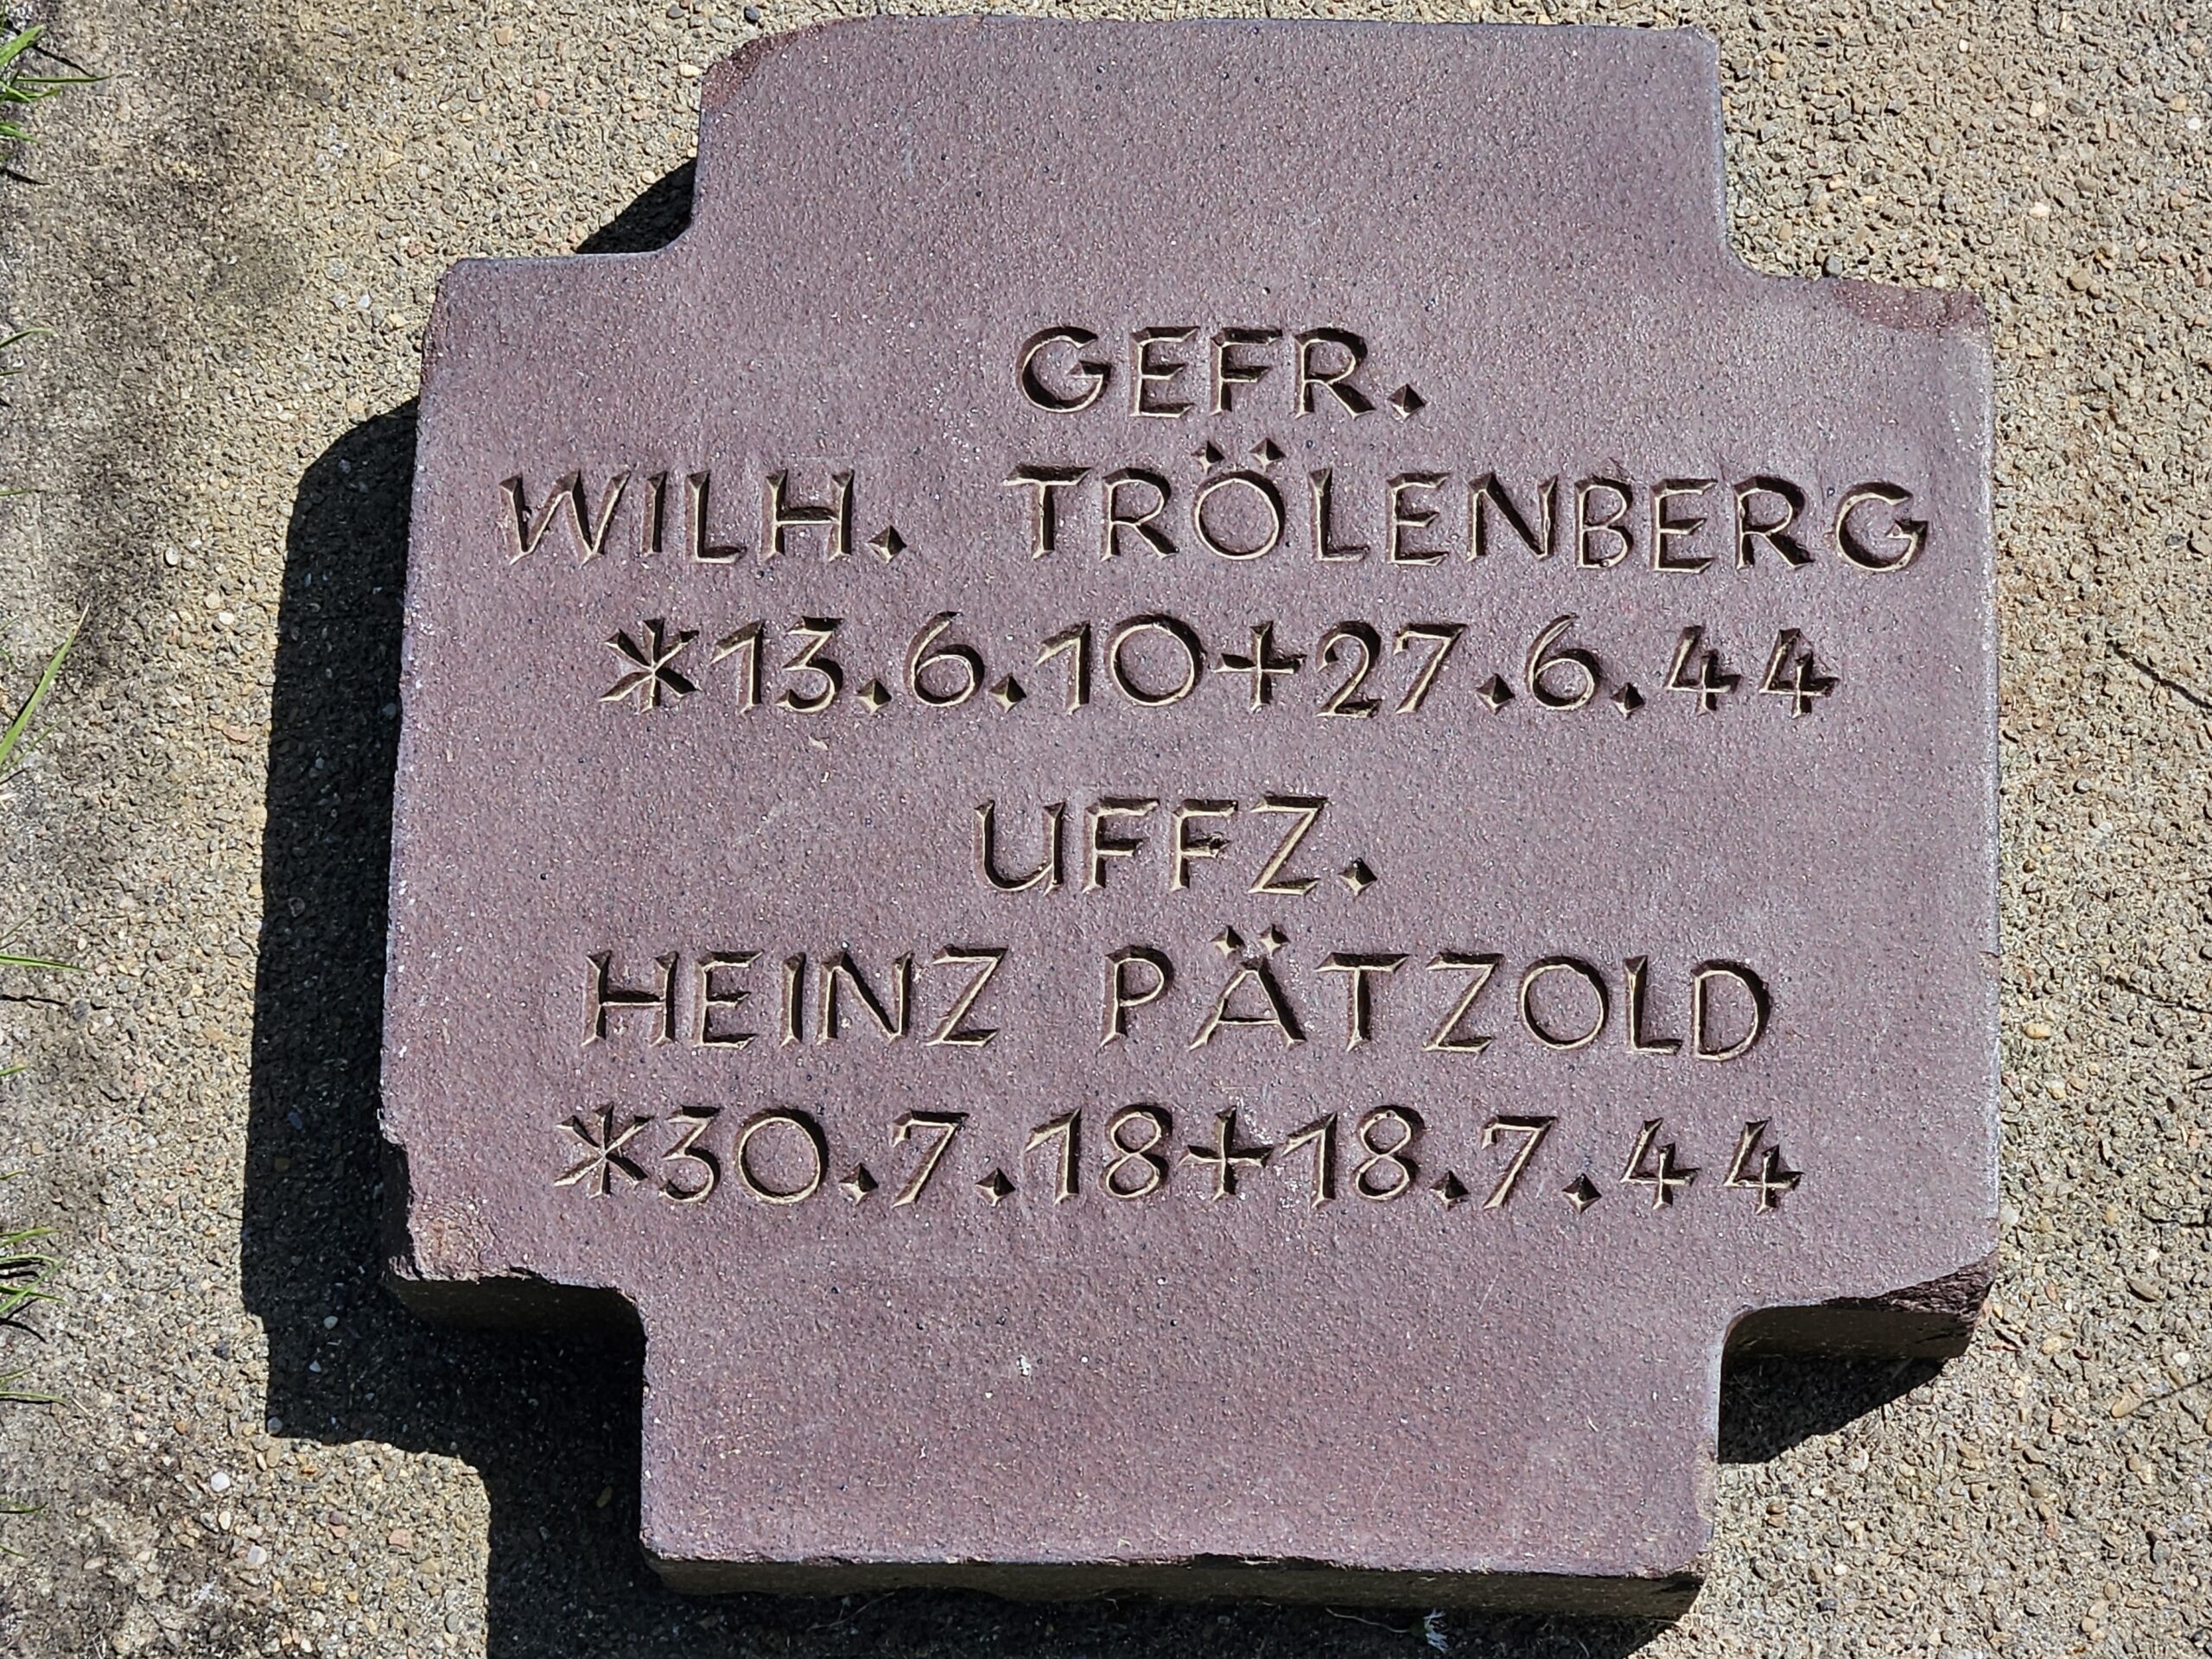 GEFR.
WILH. TRÖLENBERG
*13.6.10+27.6.44
UFFZ.
HEINZ PÄTZOLD
*30.7.18+18.7.44